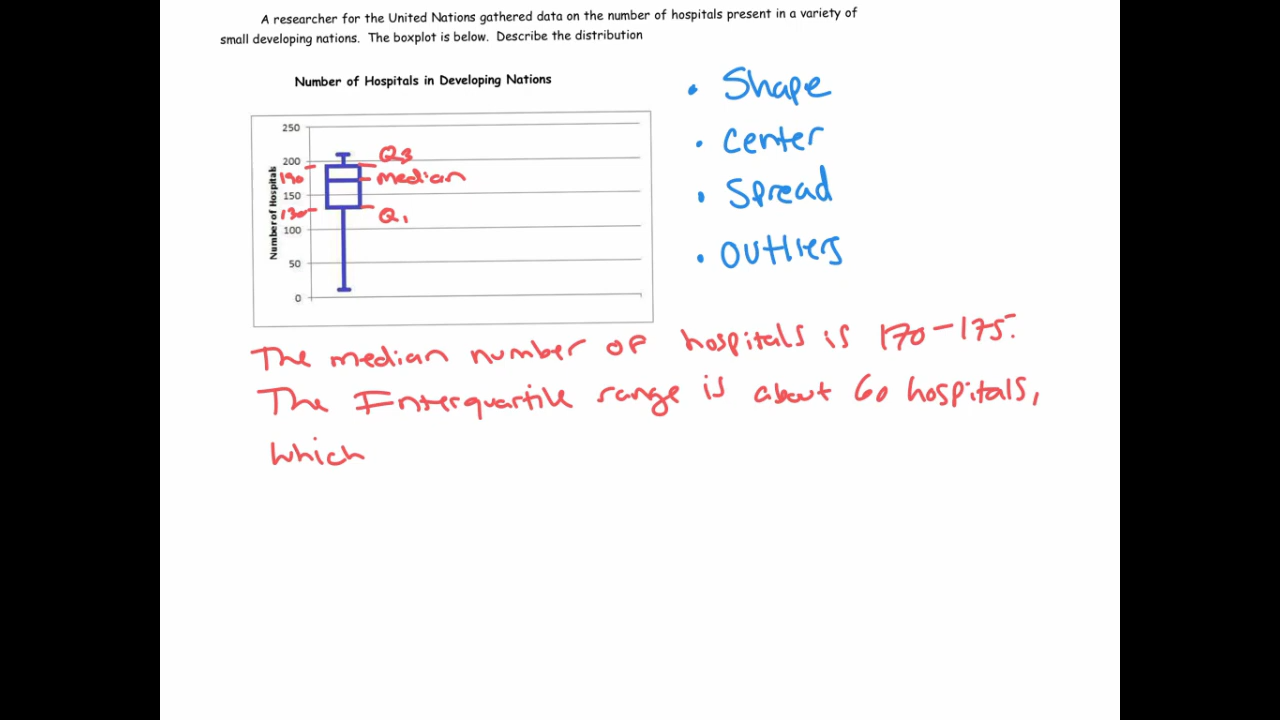 A researcher for the United Nations gathered data on the number of hospitals present in a variety of
small developing nations. The boxplot is below. Describe the distribution
Number of Hospitals in Developing Nations
Number of Hospitals
250
200
150
100
50
0
190
130
Q3
median
Q1
• Shape
• Center
• Spread
• Outliers
The median number of hospitals is 170-175.
The Interquartile range is about 60 hospitals,
which